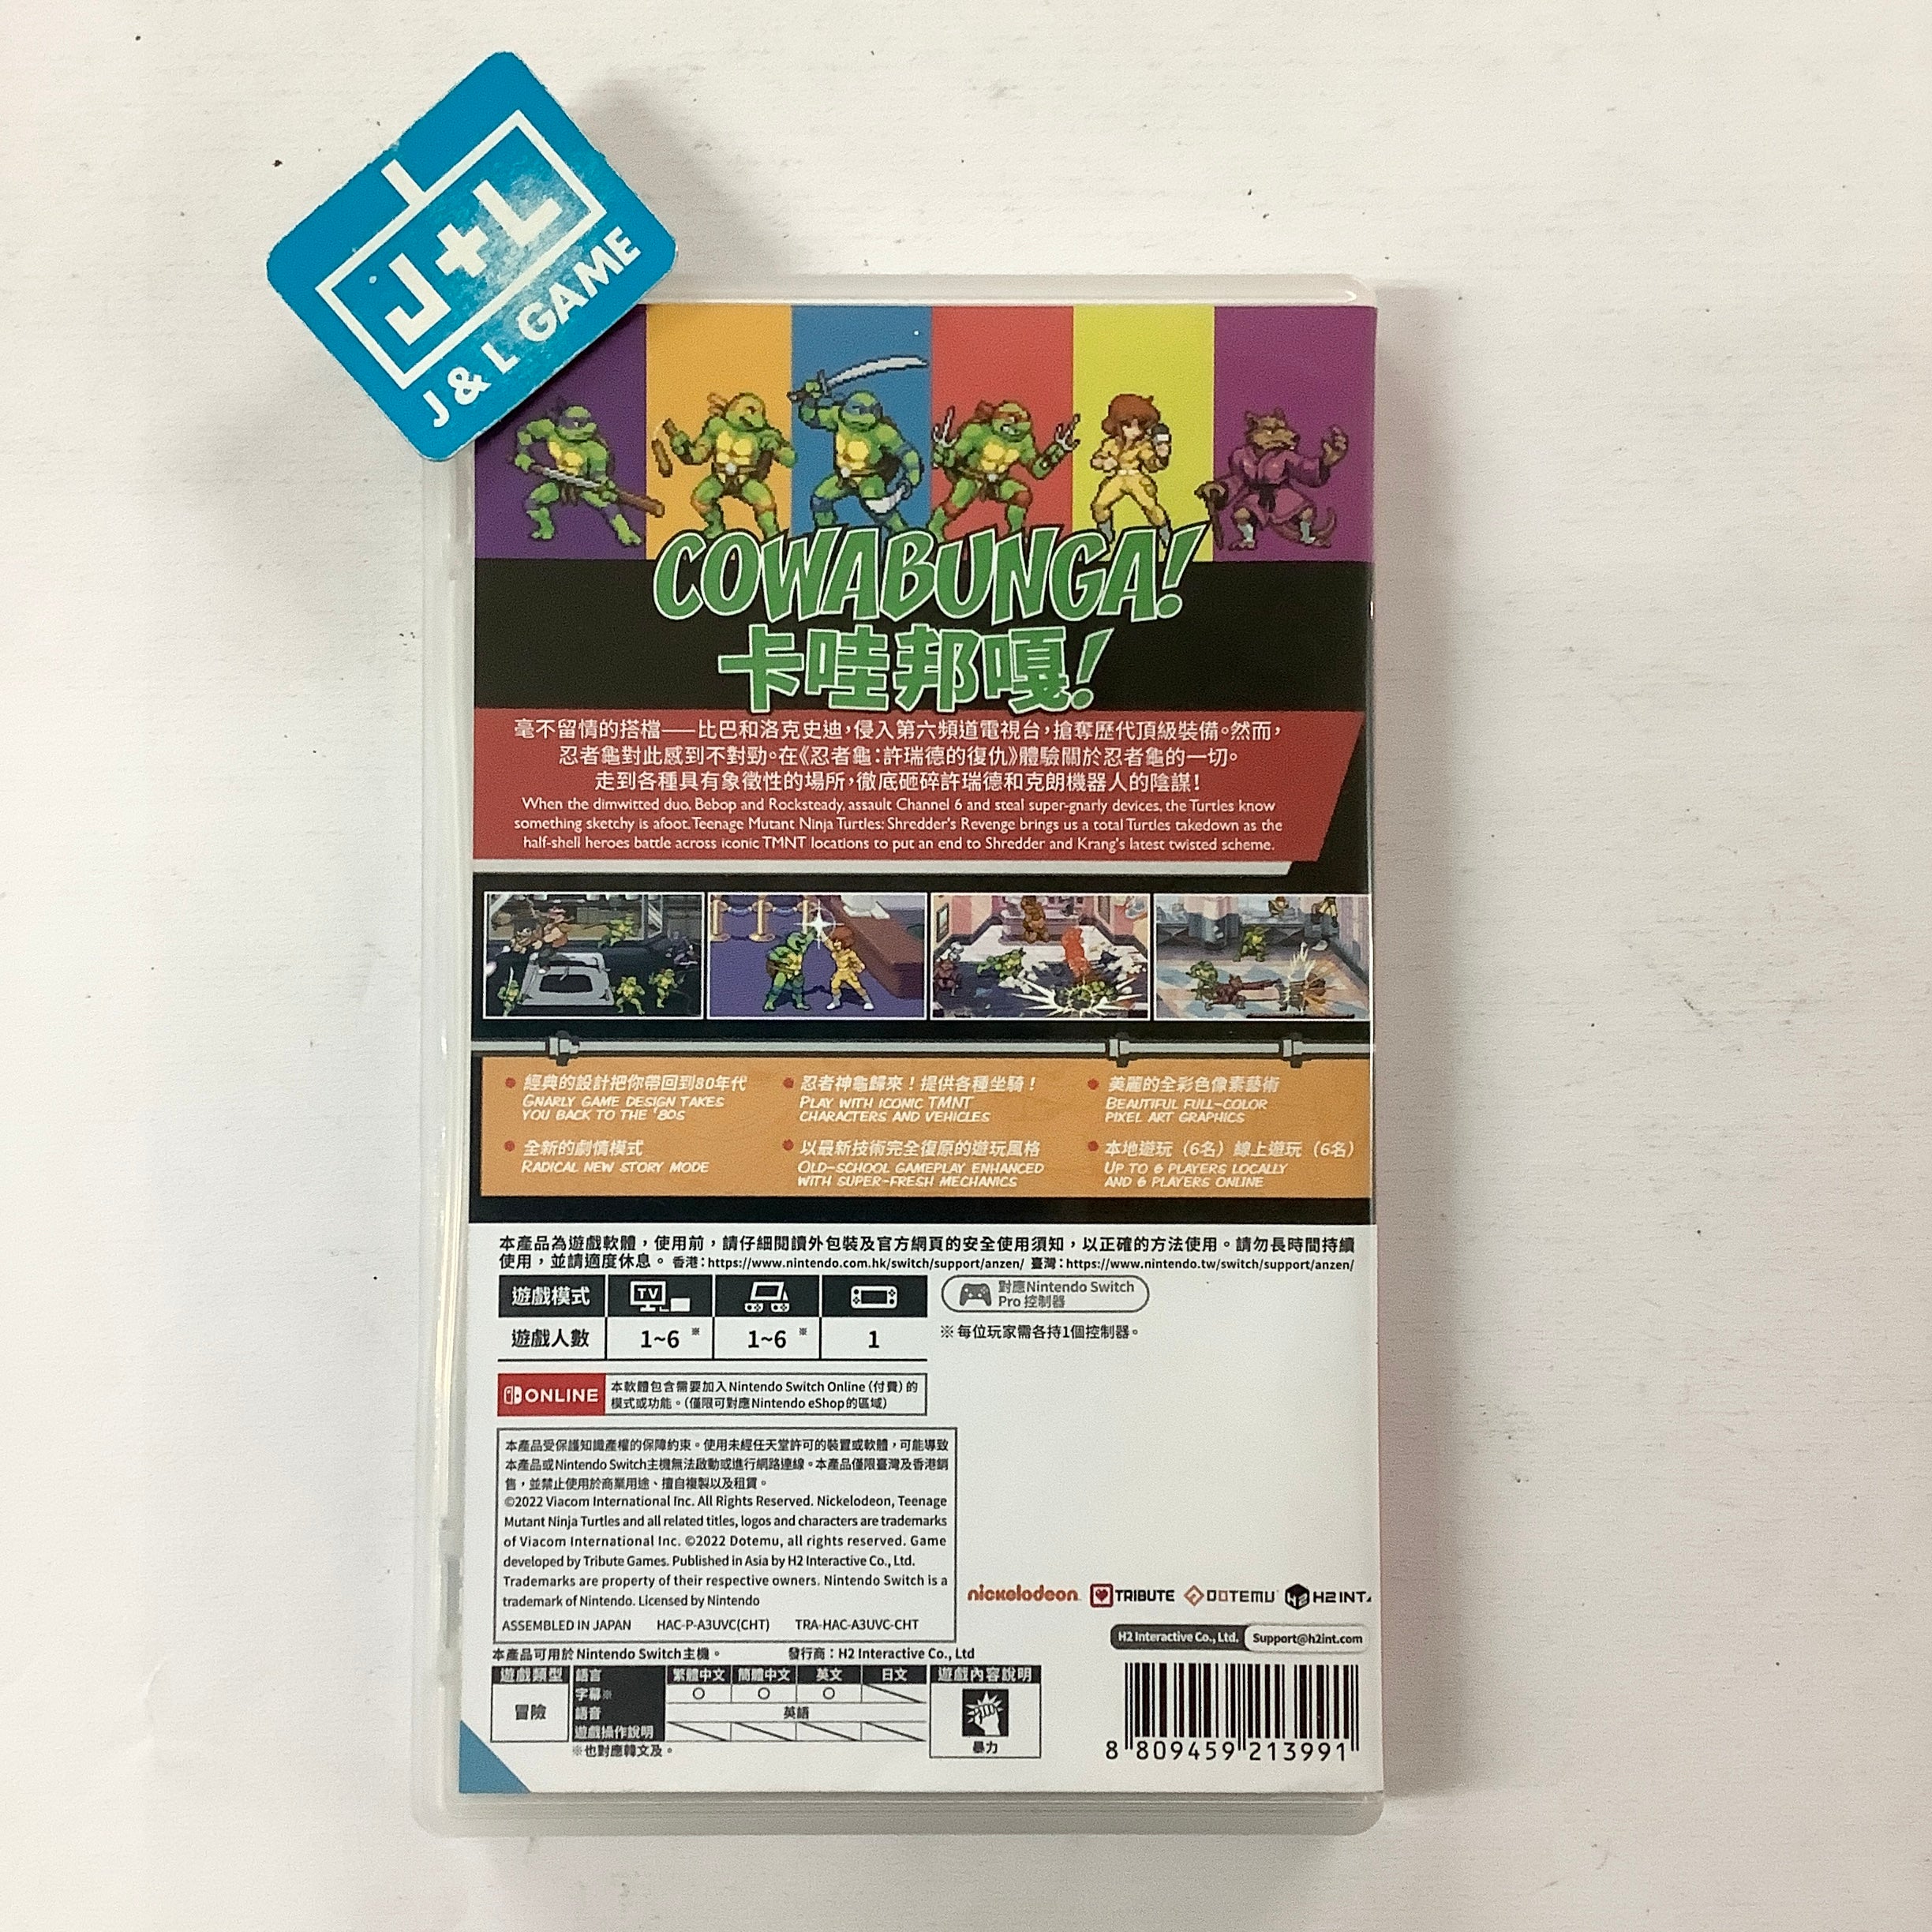 J+L
J & L GAME
COWABUNGA!
卡哇邦嘎!
毫不留情的搭檔——比巴和洛克史迪,侵入第六頻道電視台,搶奪歷代頂級裝備。然而,
忍者龜對此感到不對勁。在《忍者龜:許瑞德的復仇》體驗關於忍者龜的一切。
走到各種具有象徵性的場所,徹底砸碎許瑞德和克朗機器人的陰謀!
When the dimwitted duo, Bebop and Rocksteady, assault Channel 6 and steal super-gnarly devices, the Turtles know
something sketchy is afoot. Teenage Mutant Ninja Turtles: Shredder's Revenge brings us a total Turtles takedown as the
half-shell heroes battle across iconic TMNT locations to put an end to Shredder and Krang's latest twisted scheme.
經典的設計把你帶回到80年代
GNARLY GAME DESIGN TAKES
YOU BACK TO THE '80S
忍者神龜歸來!提供各種坐騎!
PLAY WITH ICONIC TMNT
CHARACTERS AND VEHICLES
美麗的全彩色像素藝術
BEAUTIFUL FULL-COLOR
PIXEL ART GRAPHICS
全新的劇情模式
RADICAL NEW STORY MODE
以最新技術完全復原的遊玩風格
OLD-SCHOOL GAMEPLAY ENHANCED
WITH SUPER-FRESH MECHANICS
本地遊玩(6名)線上遊玩(6名)
UP TO 6 PLAYERS LOCALLY
AND 6 PLAYERS ONLINE
本產品為遊戲軟體,使用前,請仔細閱讀外包裝及官方網頁的安全使用須知,以正確的方法使用。請勿長時間持續
使用,並請適度休息。香港:https://www.nintendo.com.hk/switch/support/anzen/ 臺灣:https://www.nintendo.tw/switch/support/anzen/
遊戲模式 TV
對應Nintendo Switch
Pro 控制器
遊戲人數 1~6 ※ 1~6 ※ 1
※每位玩家需各持1個控制器。
ONLINE
本軟體包含需要加入Nintendo Switch Online(付費)的
模式或功能。(僅限可對應Nintendo eShop的區域)
本產品受保護知識產權的保障約束。使用未經任天堂許可的裝置或軟體,可能導致
本產品或Nintendo Switch主機無法啟動或進行網路連線。本產品僅限臺灣及香港銷
售,並禁止使用於商業用途、擅自複製以及租賃。
©2022 Viacom International Inc. All Rights Reserved. Nickelodeon, Teenage
Mutant Ninja Turtles and all related titles, logos and characters are trademarks
of Viacom International Inc. ©2022 Dotemu, all rights reserved. Game
developed by Tribute Games. Published in Asia by H2 Interactive Co., Ltd.
Trademarks are property of their respective owners. Nintendo Switch is a
trademark of Nintendo. Licensed by Nintendo
ASSEMBLED IN JAPAN HAC-P-A3UVC(CHT) TRA-HAC-A3UVC-CHT
nickelodeon TRIBUTE DOTEMU H2 INT.
H2 Interactive Co., Ltd. Support@h2int.com
本產品可用於Nintendo Switch主機。 發行商:H2 Interactive Co., Ltd
遊戲類型 語言 繁體中文 簡體中文 英文 日文 遊戲內容說明
冒險
字幕※ ○ ○ ○
語音 英語
遊戲操作說明
暴力
※也對應韓文及。
8 809459 213991